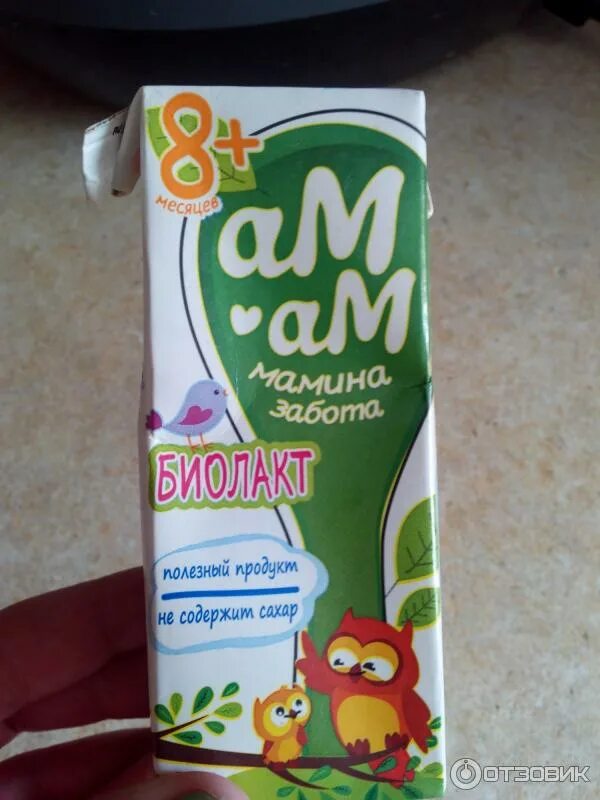 8+
месяцев
аМ
аМ
мамина
забота
БИОЛАКТ
полезный продукт
не содержит сахар
ОТЗОВИК